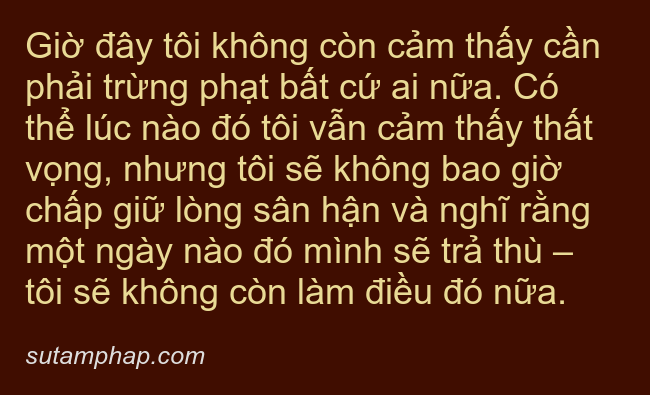 Giờ đây tôi không còn cảm thấy cần
phải trừng phạt bất cứ ai nữa. Có
thể lúc nào đó tôi vẫn cảm thấy thất
vọng, nhưng tôi sẽ không bao giờ
chấp giữ lòng sân hận và nghĩ rằng
một ngày nào đó mình sẽ trả thù –
tôi sẽ không còn làm điều đó nữa.
sutamphap.com